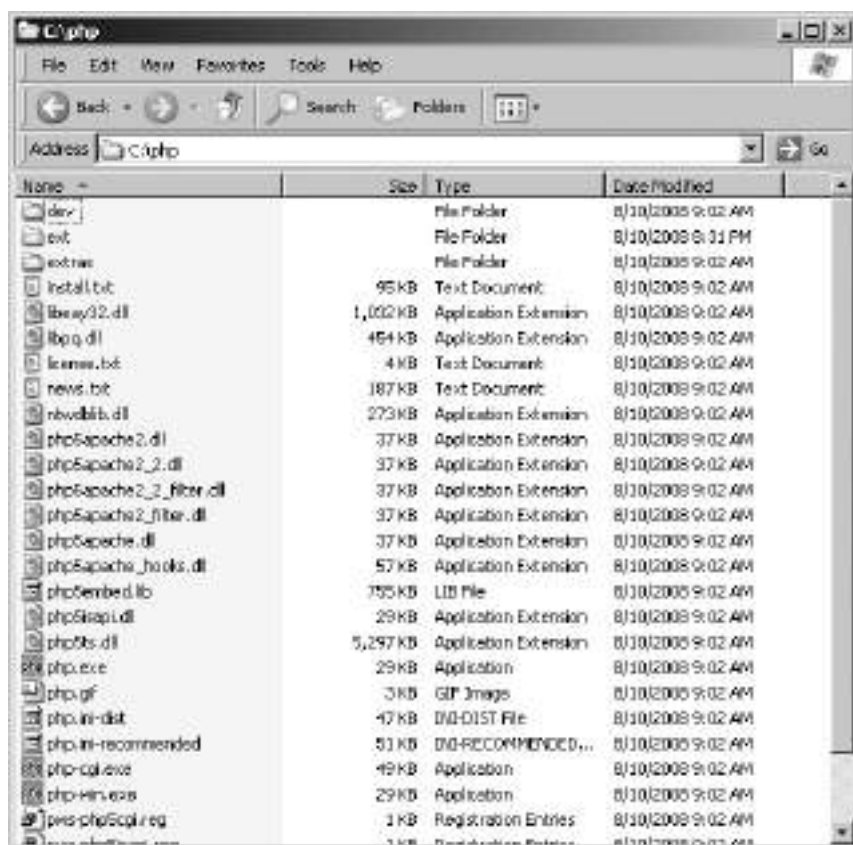 C:\php
File Edit View Favorites Tools Help
Back Search Folders
Address C:\php Go
Name Size Type Date Modified
dev File Folder 8/10/2008 9:02 AM
ext File Folder 8/10/2008 PM
extras File Folder 8/10/2008 9:02 AM
install.txt 95 KB Text Document 8/10/2008 9:02 AM
libeay32.dll Application Extension 8/10/2008 9:02 AM
libpq.dll Application Extension 8/10/2008 9:02 AM
license.txt 4 KB Text Document 8/10/2008 9:02 AM
news.txt 187 KB Text Document 8/10/2008 9:02 AM
ntwdblib.dll 273 KB Application Extension 8/10/2008 9:02 AM
php5apache2.dll 37 KB Application Extension 8/10/2008 9:02 AM
php5apache2_2.dll 37 KB Application Extension 8/10/2008 9:02 AM
php5apache2_2_filter.dll 37 KB Application Extension 8/10/2008 9:02 AM
php5apache2_filter.dll 37 KB Application Extension 8/10/2008 9:02 AM
php5apache.dll 37 KB Application Extension 8/10/2008 9:02 AM
php5apache_hooks.dll 57 KB Application Extension 8/10/2008 9:02 AM
php5embed.lib 755 KB LIB File 8/10/2008 9:02 AM
php5isapi.dll 29 KB Application Extension 8/10/2008 9:02 AM
php5ts.dll 5,297 KB Application Extension 8/10/2008 9:02 AM
php.exe 29 KB Application 8/10/2008 9:02 AM
php.gif 3 KB GIF Image 8/10/2008 9:02 AM
php.ini-dist 47 KB INI-DIST File 8/10/2008 9:02 AM
php.ini-recommended 51 KB INI-RECOMMENDED... 8/10/2008 9:02 AM
php-cgi.exe 49 KB Application 8/10/2008 9:02 AM
php-win.exe 29 KB Application 8/10/2008 9:02 AM
pws-php5cgi.reg 1 KB Registration Entries 8/10/2008 9:02 AM